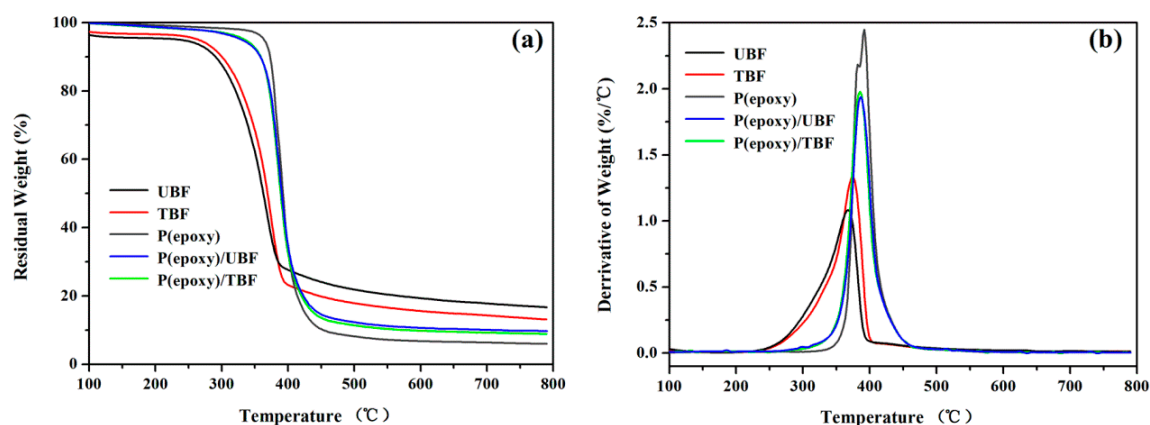 (a)
Residual Weight (%)
100
80
60
40
20
0
UBF
TBF
P(epoxy)
P(epoxy)/UBF
P(epoxy)/TBF
100 200 300 400 500 600 700 800
Temperature （℃）
(b)
Derrivative of Weight (%/℃)
2.5
2.0
1.5
1.0
0.5
0.0
UBF
TBF
P(epoxy)
P(epoxy)/UBF
P(epoxy)/TBF
100 200 300 400 500 600 700 800
Temperature （℃）